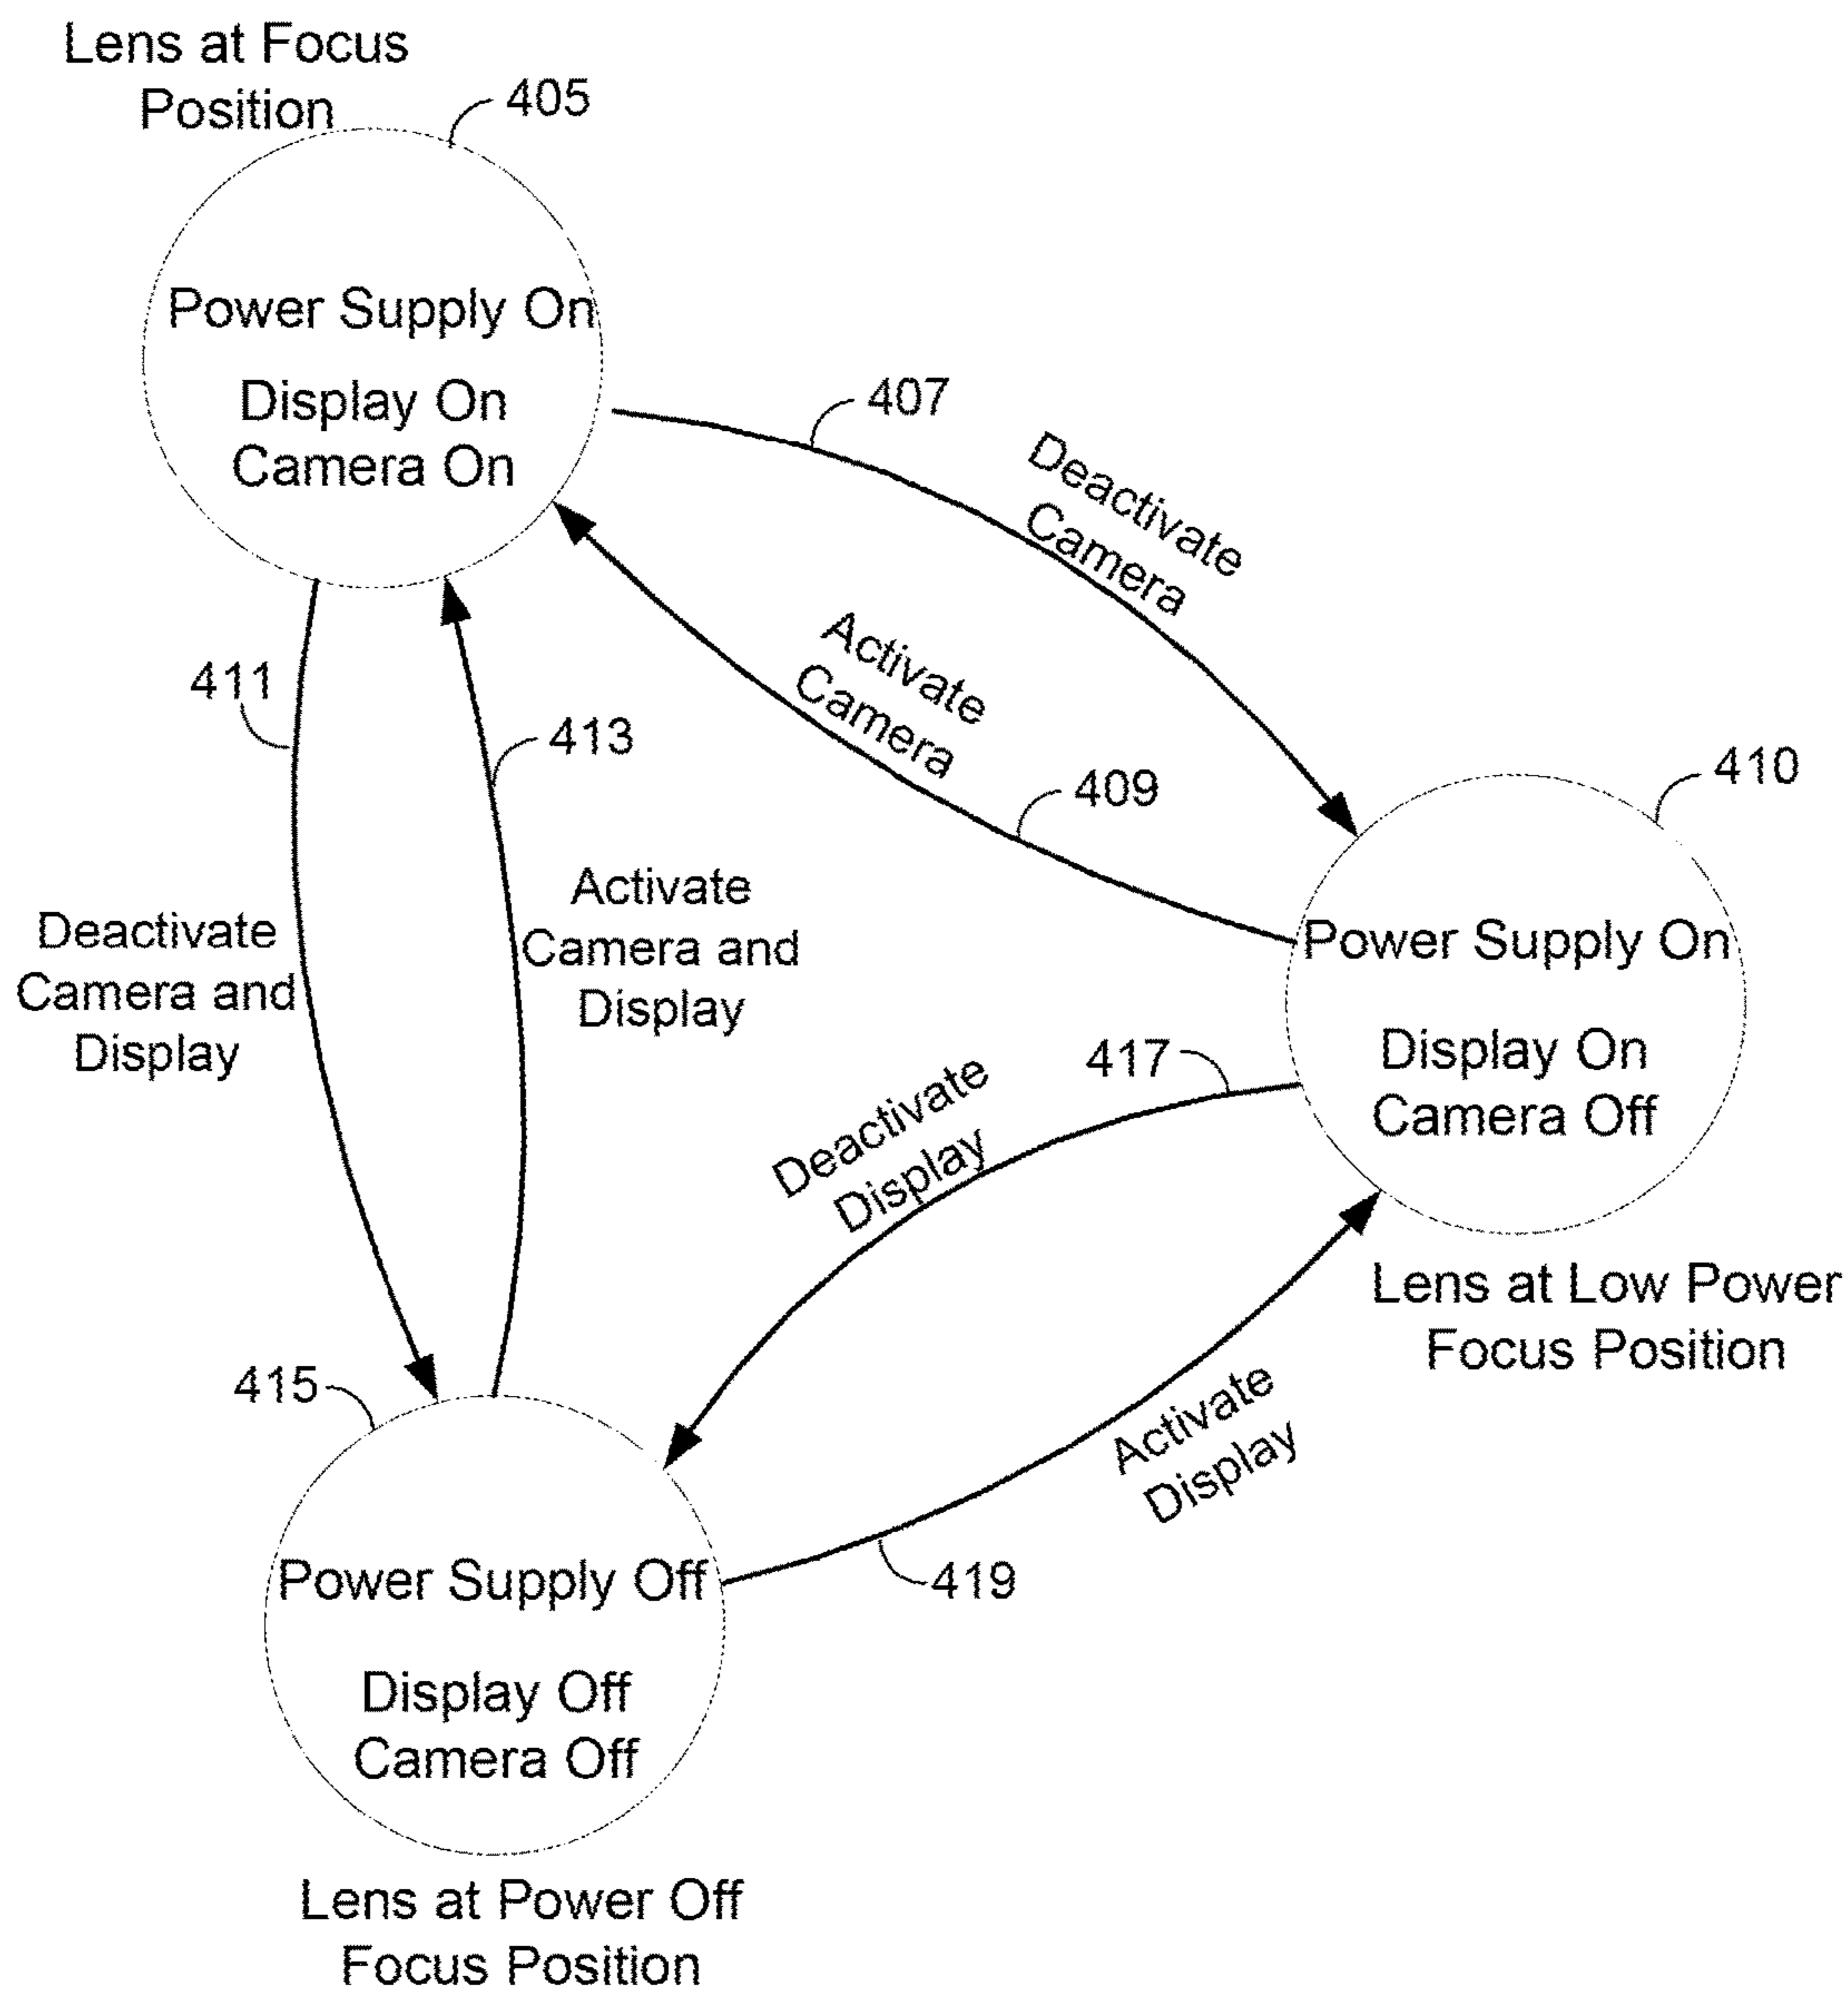 Lens at Focus
Position
405
Power Supply On
Display On
Camera On
407
Deactivate
Camera
Activate
Camera
409
411
413
410
Deactivate
Camera and
Display
Activate
Camera and
Display
Power Supply On
Display On
Camera Off
417
Deactivate
Display
Lens at Low Power
Focus Position
Activate
Display
419
415
Power Supply Off
Display Off
Camera Off
Lens at Power Off
Focus Position